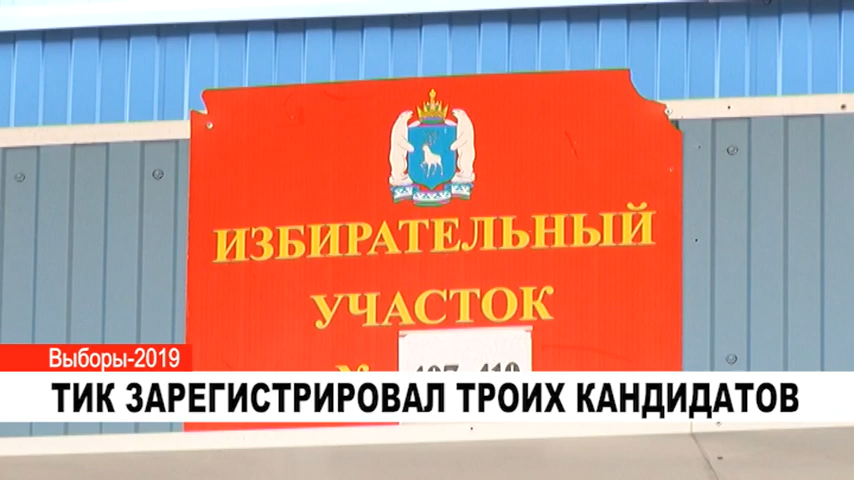 ИЗБИРАТЕЛЬНЫЙ
УЧАСТОК
Выборы-2019
ТИК ЗАРЕГИСТРИРОВАЛ ТРОИХ КАНДИДАТОВ